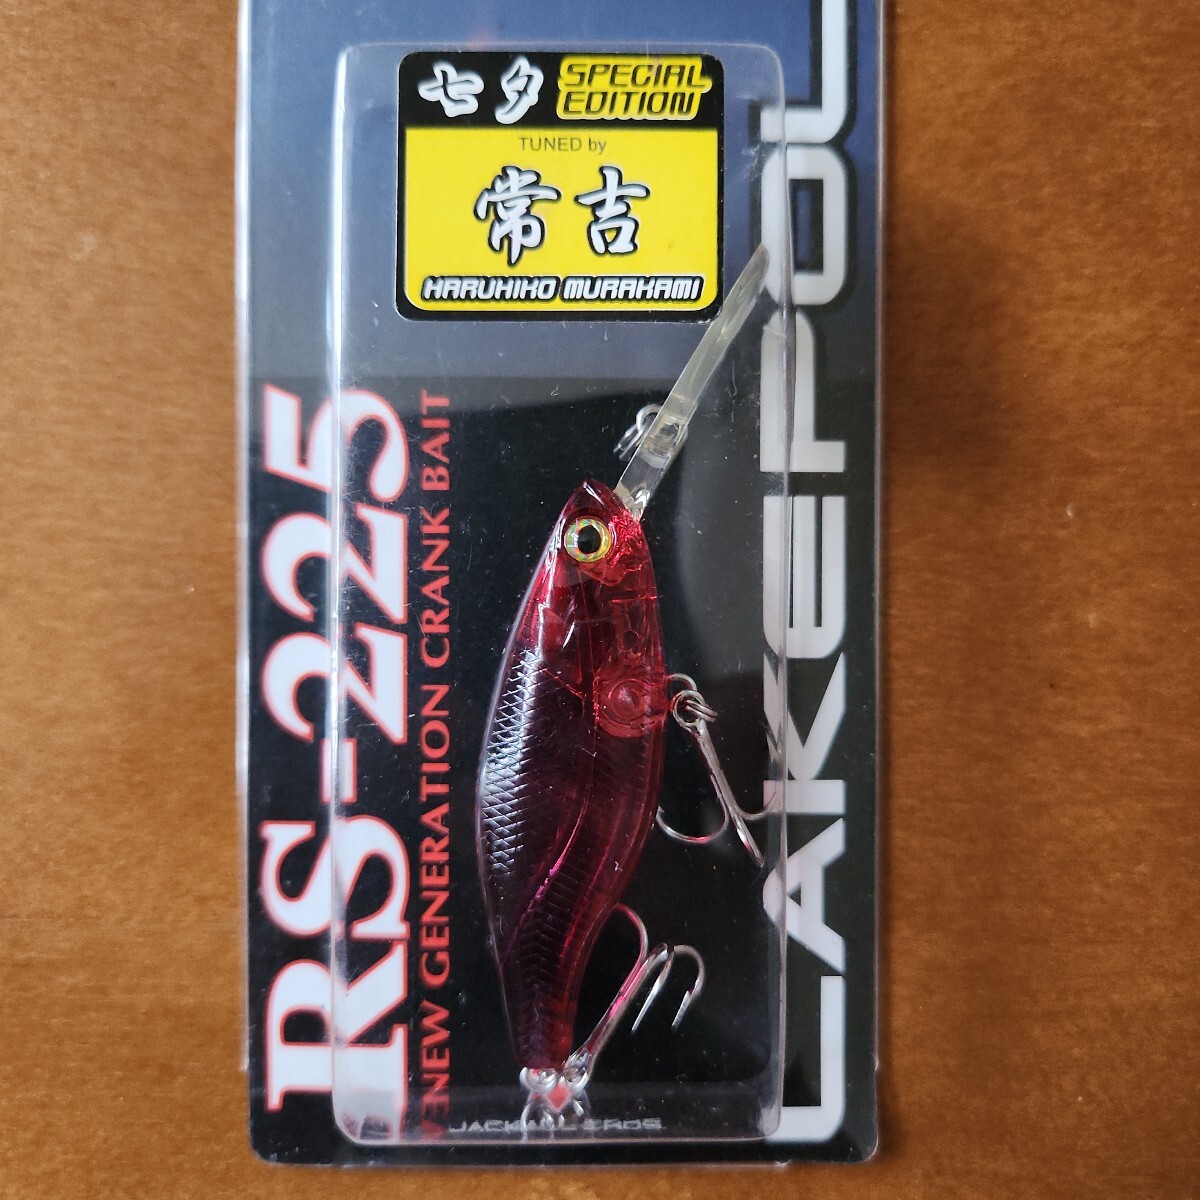 七夕 SPECIAL EDITION
TUNED by
常吉
HARUHIKO MURAKAMI
RS-225
NEW GENERATION CRANK BAIT
LAKEPOL
JACKALL BROS